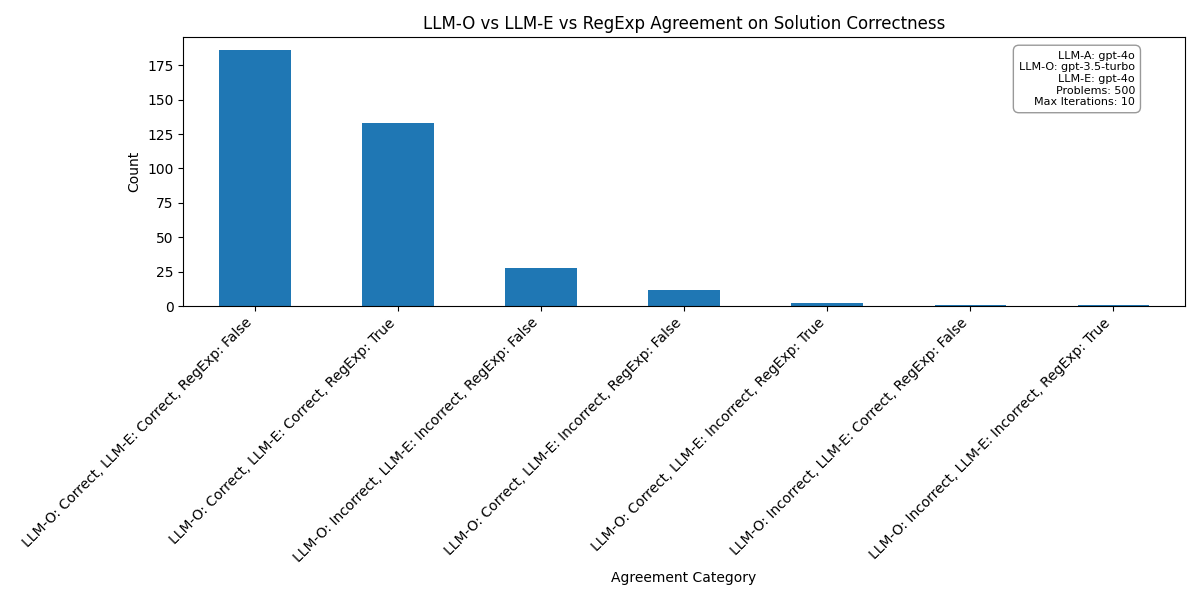 LLM-O vs LLM-E vs RegExp Agreement on Solution Correctness
LLM-A: gpt-4o
LLM-O: gpt-3.5-turbo
LLM-E: gpt-4o
Problems: 500
Max Iterations: 10
Count
175
150
125
100
75
50
25
0
LLM-O: Correct, LLM-E: Correct, RegExp: False
LLM-O: Correct, LLM-E: Correct, RegExp: True
LLM-O: Incorrect, LLM-E: Incorrect, RegExp: False
LLM-O: Correct, LLM-E: Incorrect, RegExp: False
LLM-O: Correct, LLM-E: Incorrect, RegExp: True
LLM-O: Incorrect, LLM-E: Correct, RegExp: False
LLM-O: Incorrect, LLM-E: Incorrect, RegExp: True
Agreement Category